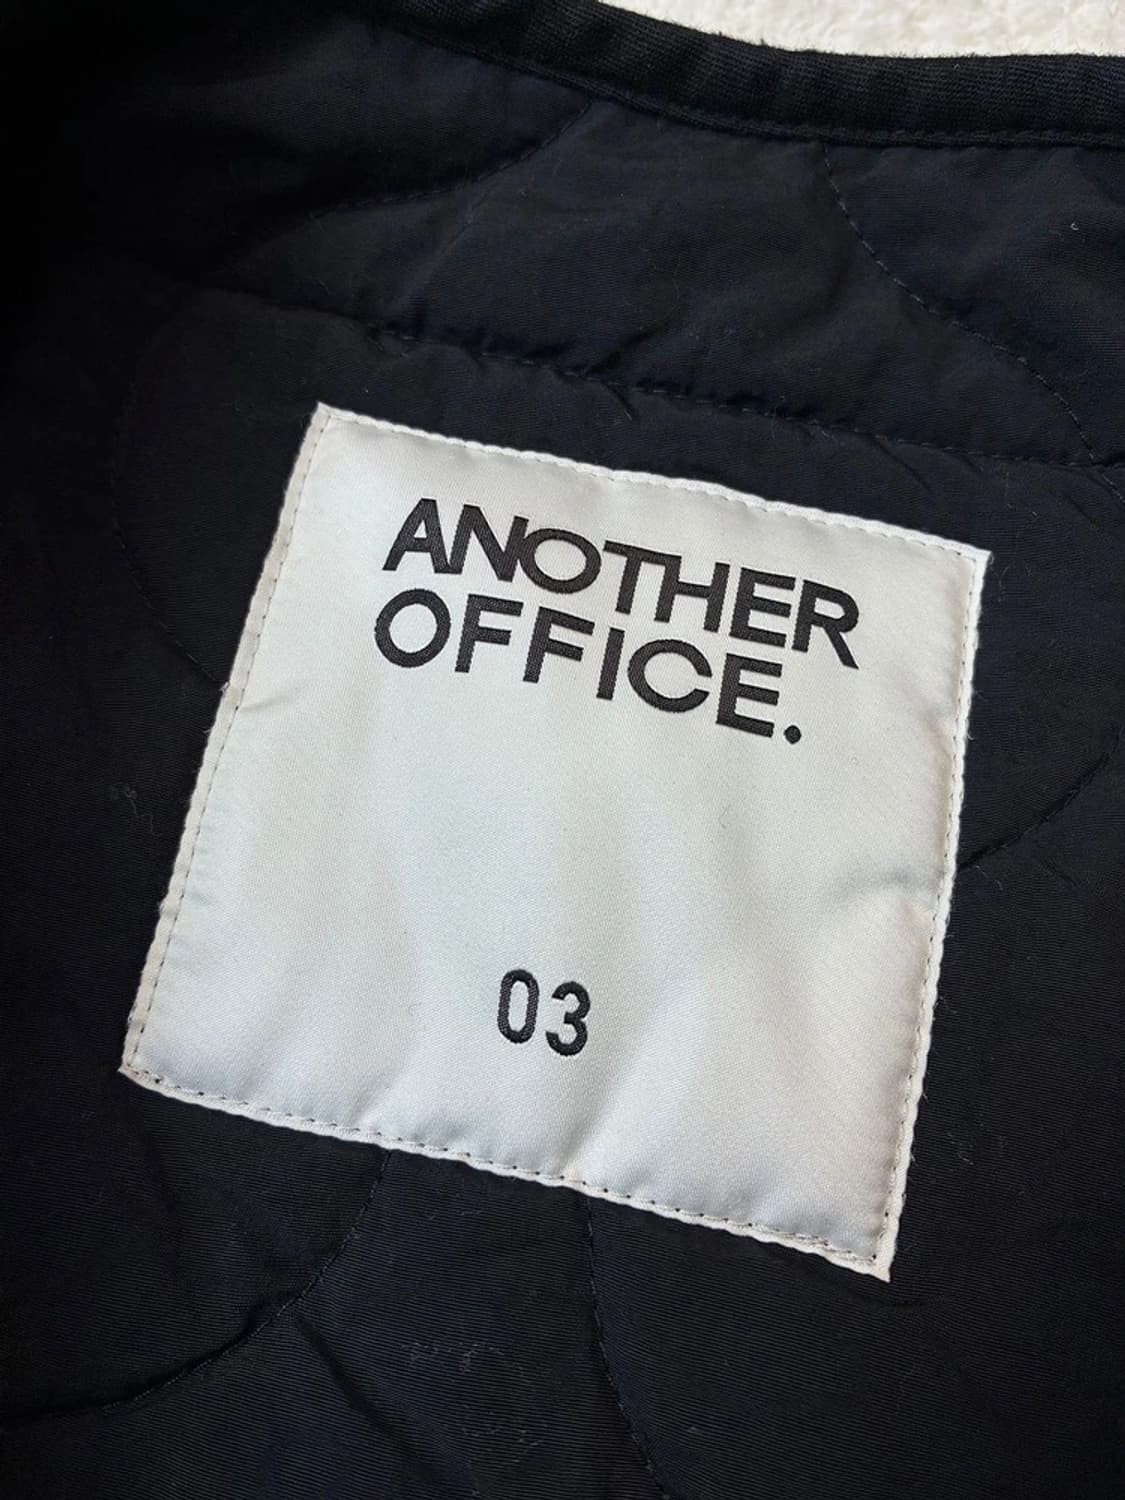 ANOTHER
OFFICE.
03